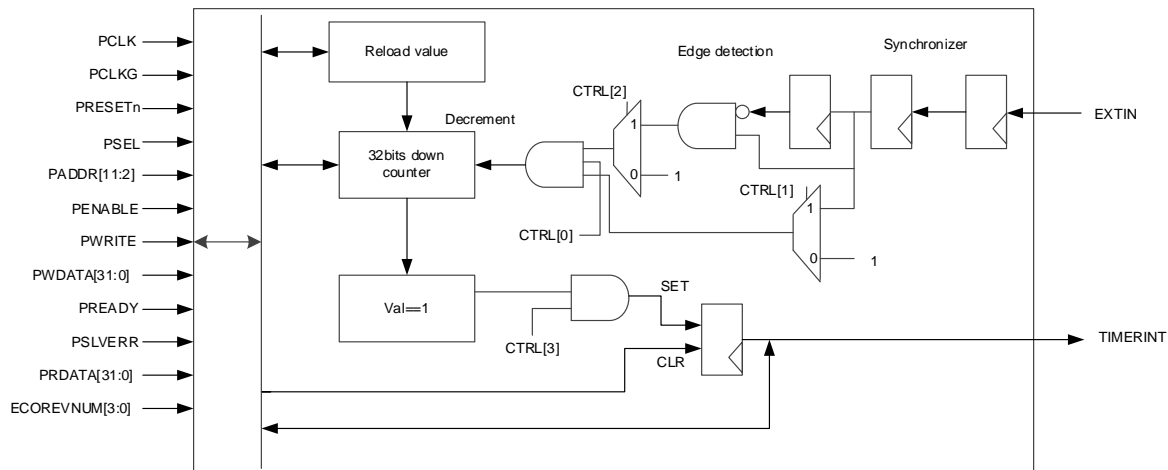 PCLK
PCLKG
PRESETn
PSEL
PADDR[11:2]
PENABLE
PWRITE
PWDATA[31:0]
PREADY
PSLVERR
PRDATA[31:0]
ECOREVNUM[3:0]
Reload value
Edge detection
Synchronizer
CTRL[2]
Decrement
1
EXTIN
32bits down
counter
0
1
CTRL[1]
1
CTRL[0]
0
1
Val==1
SET
CTRL[3]
CLR
TIMERINT